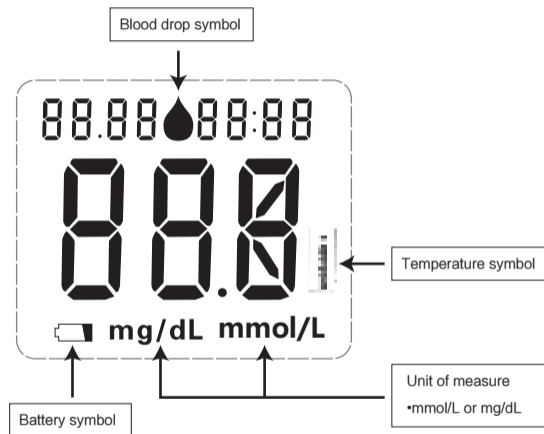 Blood drop symbol
88.88 88:88
88.8
Temperature symbol
mg/dL mmol/L
Unit of measure
•mmol/L or mg/dL
Battery symbol